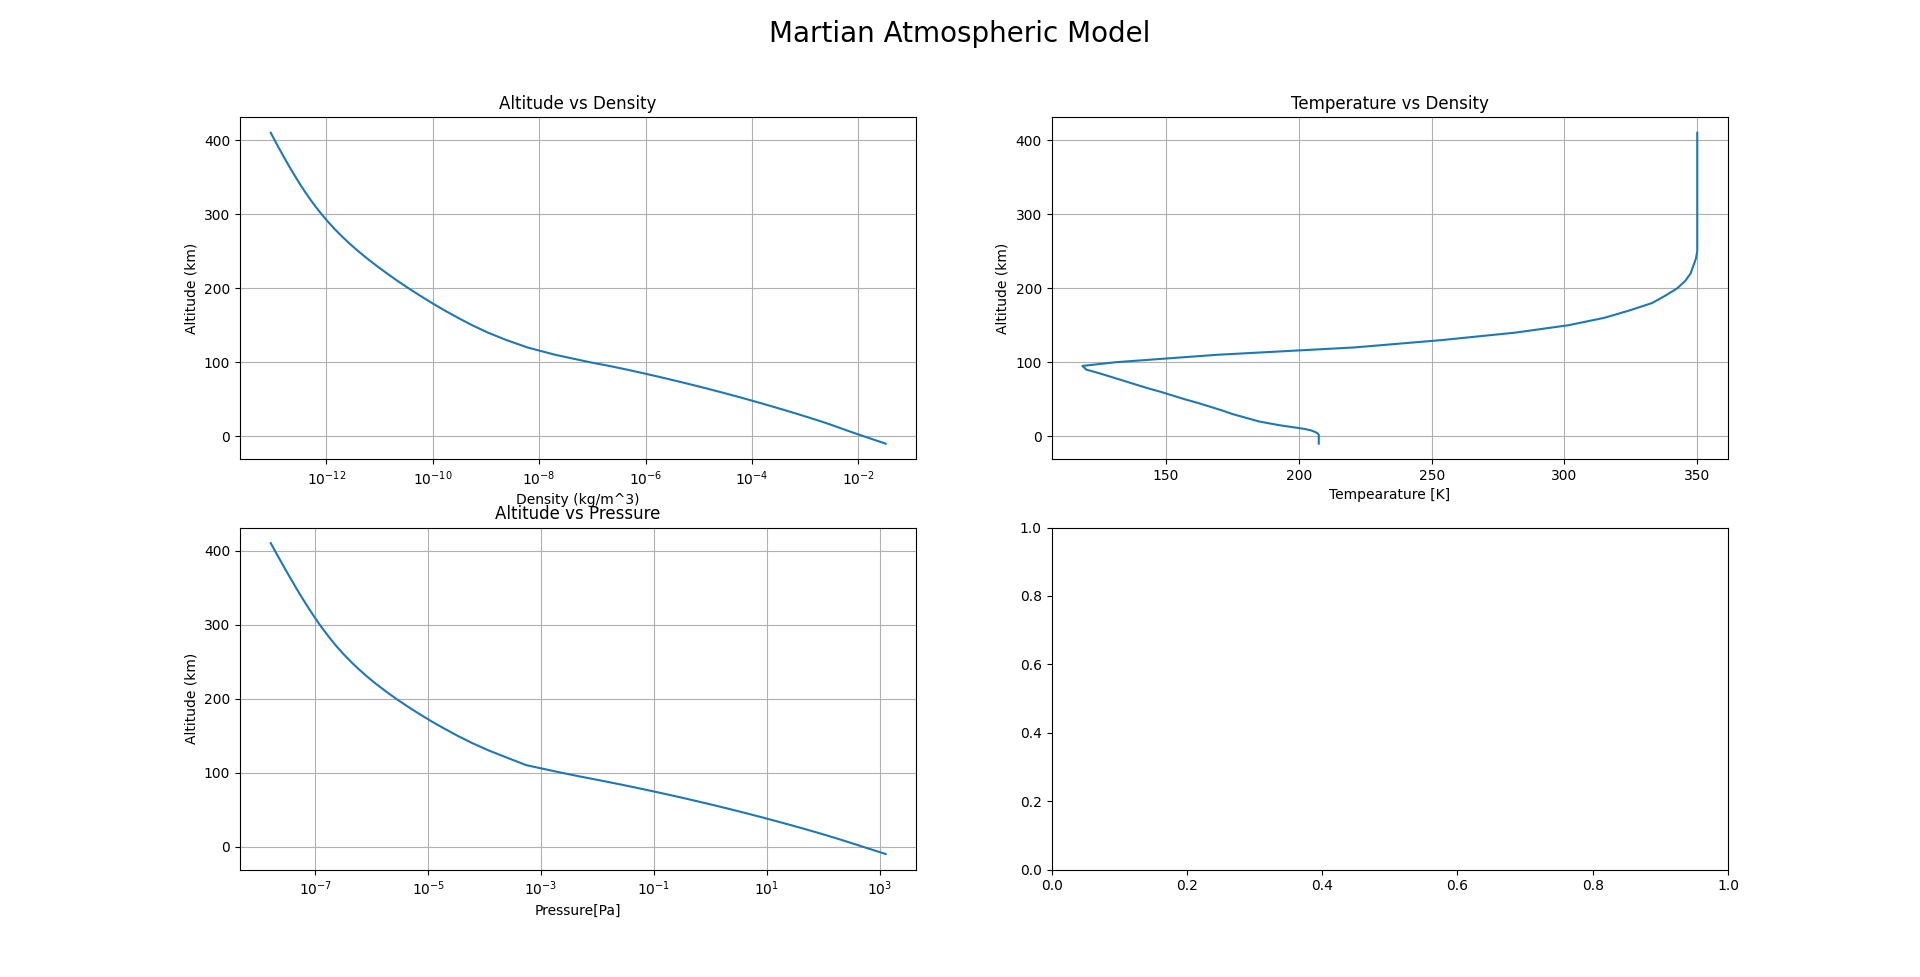 Martian Atmospheric Model
Altitude vs Density
400
300
200
100
0
Altitude (km)
10⁻¹² 10⁻¹⁰ 10⁻⁸ 10⁻⁶ 10⁻⁴ 10⁻²
Density (kg/m^3)
Temperature vs Density
400
300
200
100
0
Altitude (km)
150 200 250 300 350
Tempearature [K]
Altitude vs Pressure
400
300
200
100
0
Altitude (km)
10⁻⁷ 10⁻⁵ 10⁻³ 10⁻¹ 10¹ 10³
Pressure[Pa]
1.0
0.8
0.6
0.4
0.2
0.0
0.0 0.2 0.4 0.6 0.8 1.0